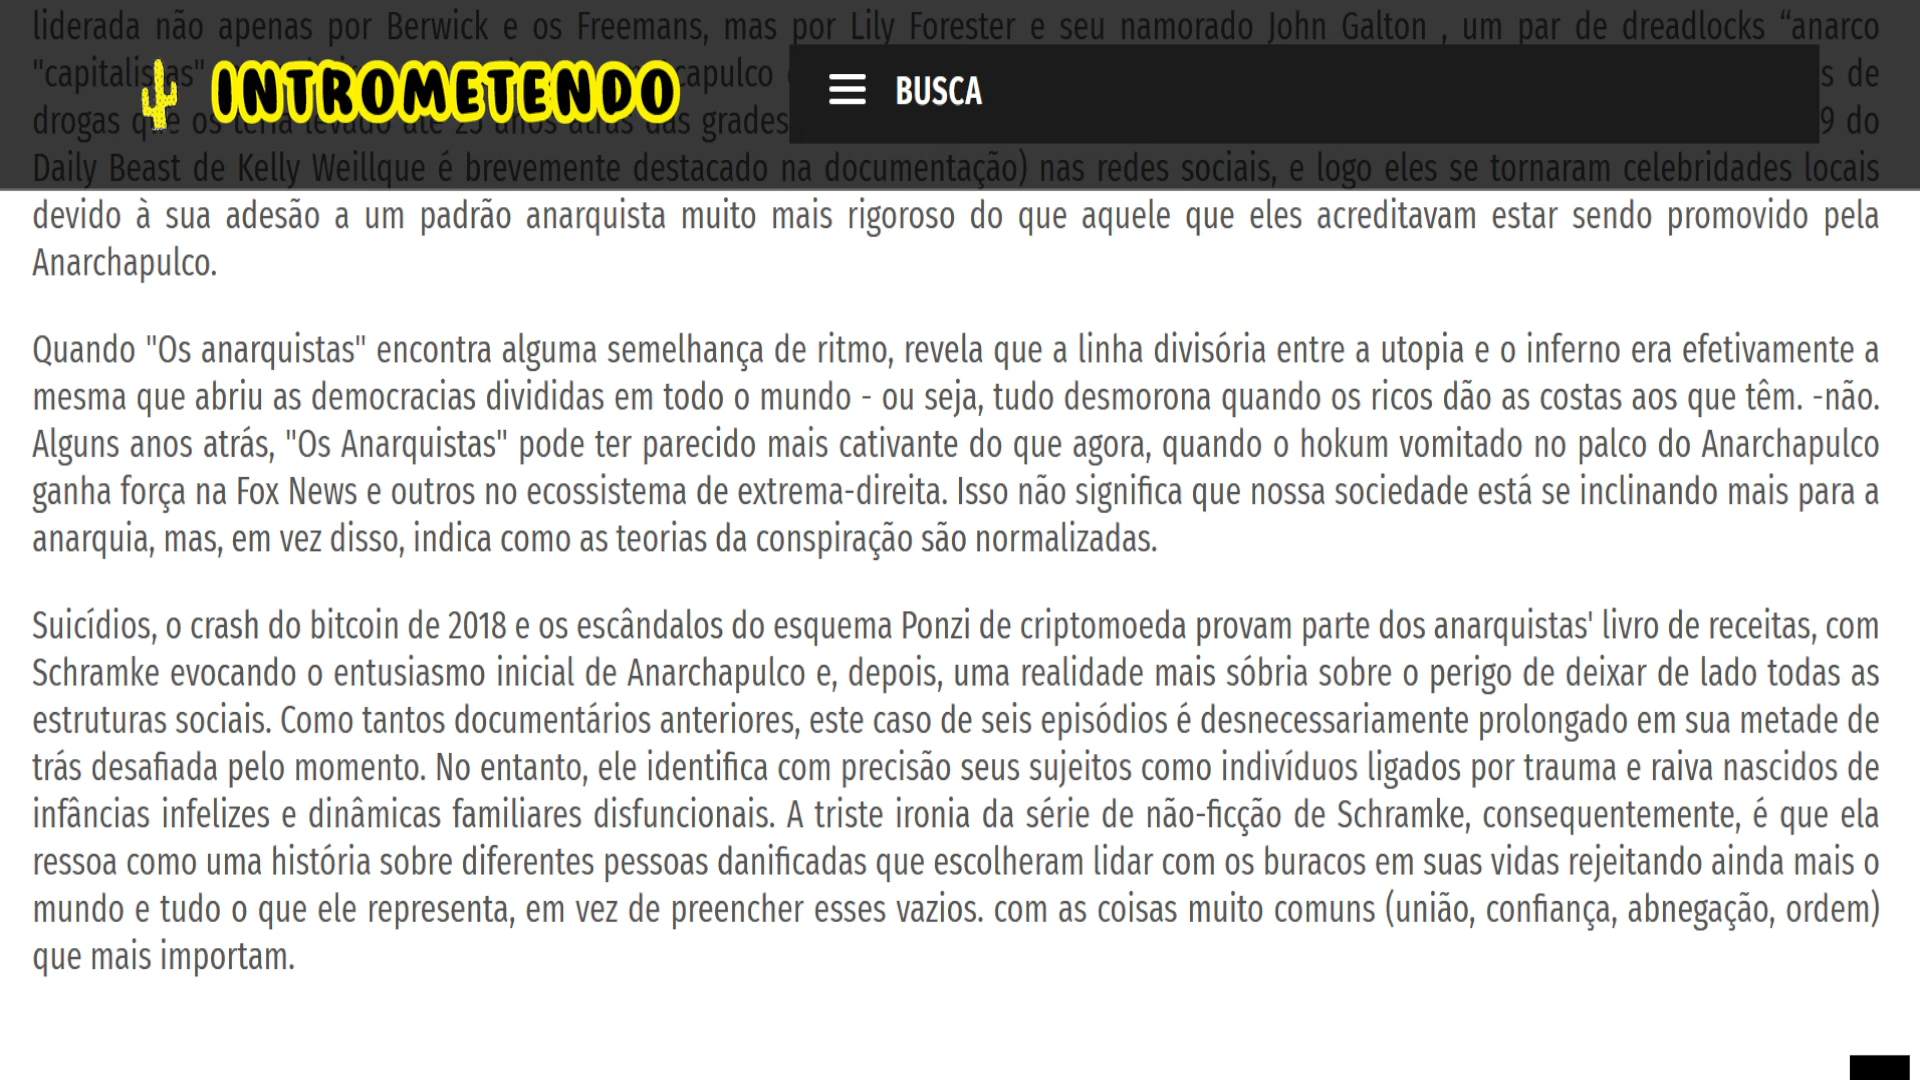 liderada não apenas por Berwick e os Freemans, mas por Lily Forester e seu namorado John Galton , um par de dreadlocks “anarco
"capitalistas" capulco s de
INTROMETENDO
BUSCA
drogas que os teria levado até 25 anos atrás das grades 9 do
Daily Beast de Kelly Weillque é brevemente destacado na documentação) nas redes sociais, e logo eles se tornaram celebridades locais
devido à sua adesão a um padrão anarquista muito mais rigoroso do que aquele que eles acreditavam estar sendo promovido pela
Anarchapulco.
Quando "Os anarquistas" encontra alguma semelhança de ritmo, revela que a linha divisória entre a utopia e o inferno era efetivamente a
mesma que abriu as democracias divididas em todo o mundo - ou seja, tudo desmorona quando os ricos dão as costas aos que têm. -não.
Alguns anos atrás, "Os Anarquistas" pode ter parecido mais cativante do que agora, quando o hokum vomitado no palco do Anarchapulco
ganha força na Fox News e outros no ecossistema de extrema-direita. Isso não significa que nossa sociedade está se inclinando mais para a
anarquia, mas, em vez disso, indica como as teorias da conspiração são normalizadas.
Suicídios, o crash do bitcoin de 2018 e os escândalos do esquema Ponzi de criptomoeda provam parte dos anarquistas' livro de receitas, com
Schramke evocando o entusiasmo inicial de Anarchapulco e, depois, uma realidade mais sóbria sobre o perigo de deixar de lado todas as
estruturas sociais. Como tantos documentários anteriores, este caso de seis episódios é desnecessariamente prolongado em sua metade de
trás desafiada pelo momento. No entanto, ele identifica com precisão seus sujeitos como indivíduos ligados por trauma e raiva nascidos de
infâncias infelizes e dinâmicas familiares disfuncionais. A triste ironia da série de não-ficção de Schramke, consequentemente, é que ela
ressoa como uma história sobre diferentes pessoas danificadas que escolheram lidar com os buracos em suas vidas rejeitando ainda mais o
mundo e tudo o que ele representa, em vez de preencher esses vazios. com as coisas muito comuns (união, confiança, abnegação, ordem)
que mais importam.